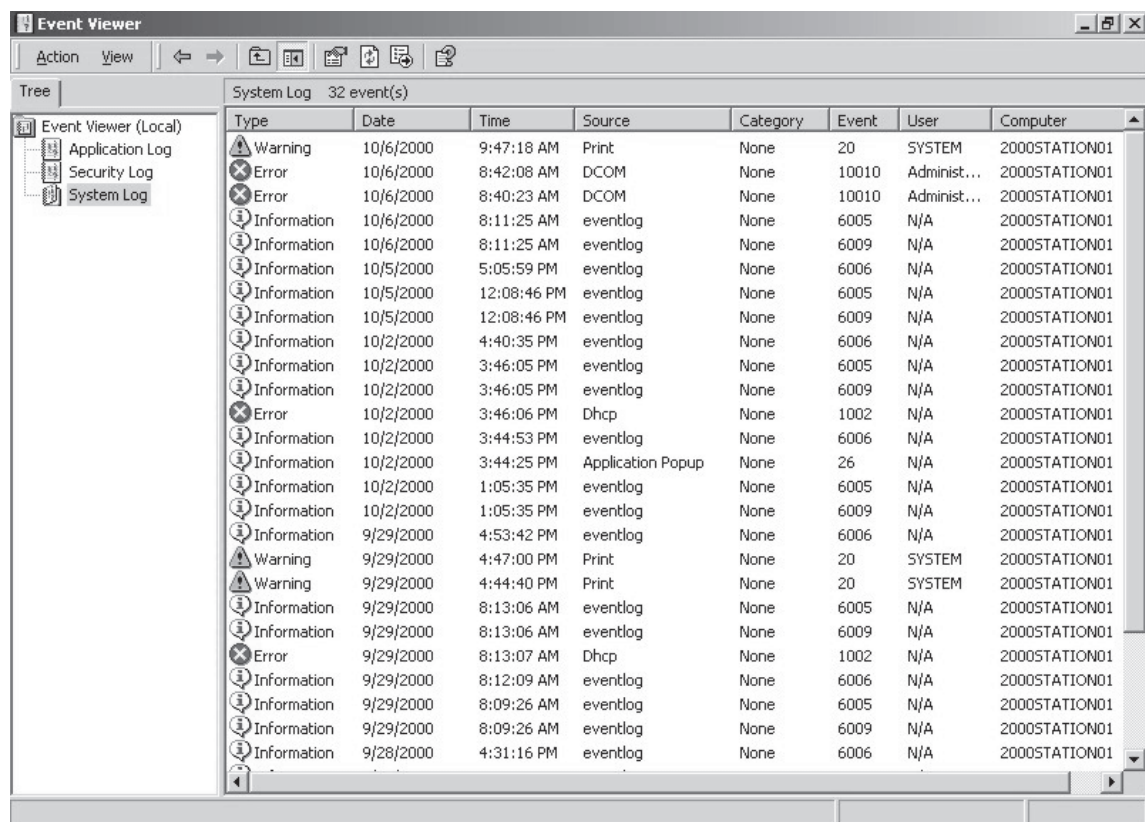 Event Viewer
Action View
Tree
System Log 32 event(s)
Event Viewer (Local)
Application Log
Security Log
System Log
Type Date Time Source Category Event User Computer
Warning 10/6/2000 9:47:18 AM Print None 20 SYSTEM 2000STATION01
Error 10/6/2000 8:42:08 AM DCOM None 10010 Administ... 2000STATION01
Error 10/6/2000 8:40:23 AM DCOM None 10010 Administ... 2000STATION01
Information 10/6/2000 8:11:25 AM eventlog None 6005 N/A 2000STATION01
Information 10/6/2000 8:11:25 AM eventlog None 6009 N/A 2000STATION01
Information 10/5/2000 5:05:59 PM eventlog None 6006 N/A 2000STATION01
Information 10/5/2000 12:08:46 PM eventlog None 6005 N/A 2000STATION01
Information 10/5/2000 12:08:46 PM eventlog None 6009 N/A 2000STATION01
Information 10/2/2000 4:40:35 PM eventlog None 6006 N/A 2000STATION01
Information 10/2/2000 3:46:05 PM eventlog None 6005 N/A 2000STATION01
Information 10/2/2000 3:46:05 PM eventlog None 6009 N/A 2000STATION01
Error 10/2/2000 3:46:06 PM Dhcp None 1002 N/A 2000STATION01
Information 10/2/2000 3:44:53 PM eventlog None 6006 N/A 2000STATION01
Information 10/2/2000 3:44:25 PM Application Popup None 26 N/A 2000STATION01
Information 10/2/2000 1:05:35 PM eventlog None 6005 N/A 2000STATION01
Information 10/2/2000 1:05:35 PM eventlog None 6009 N/A 2000STATION01
Information 9/29/2000 4:53:42 PM eventlog None 6006 N/A 2000STATION01
Warning 9/29/2000 4:47:00 PM Print None 20 SYSTEM 2000STATION01
Warning 9/29/2000 4:44:40 PM Print None 20 SYSTEM 2000STATION01
Information 9/29/2000 8:13:06 AM eventlog None 6005 N/A 2000STATION01
Information 9/29/2000 8:13:06 AM eventlog None 6009 N/A 2000STATION01
Error 9/29/2000 8:13:07 AM Dhcp None 1002 N/A 2000STATION01
Information 9/29/2000 8:12:09 AM eventlog None 6006 N/A 2000STATION01
Information 9/29/2000 8:09:26 AM eventlog None 6005 N/A 2000STATION01
Information 9/29/2000 8:09:26 AM eventlog None 6009 N/A 2000STATION01
Information 9/28/2000 4:31:16 PM eventlog None 6006 N/A 2000STATION01